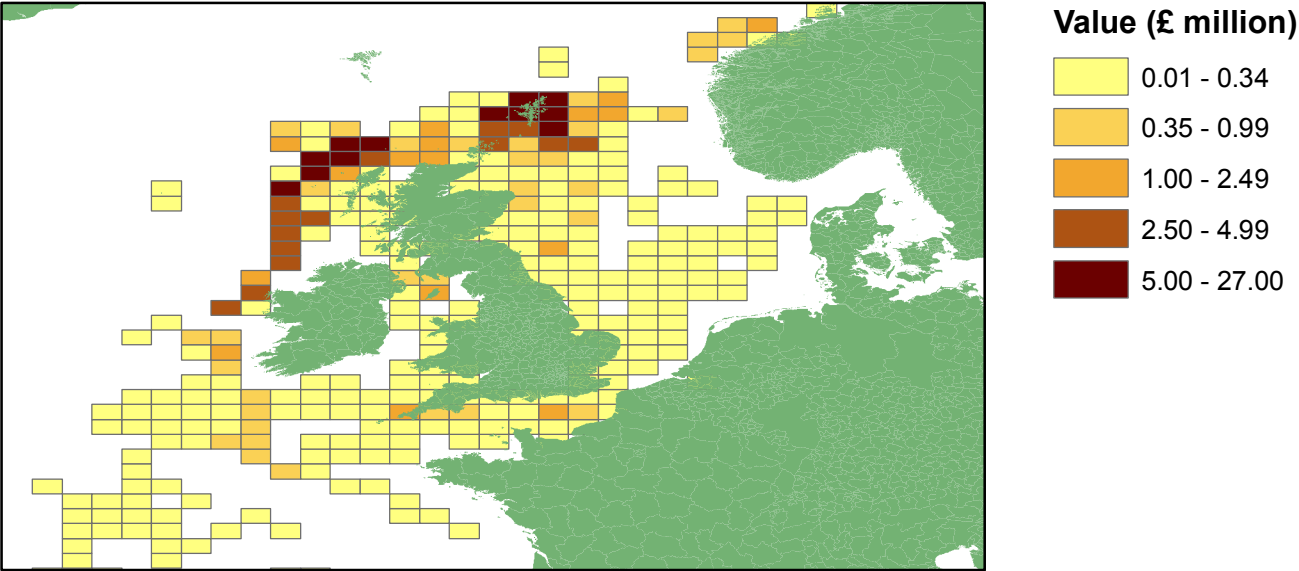 Value (£ million)
0.01 - 0.34
0.35 - 0.99
1.00 - 2.49
2.50 - 4.99
5.00 - 27.00